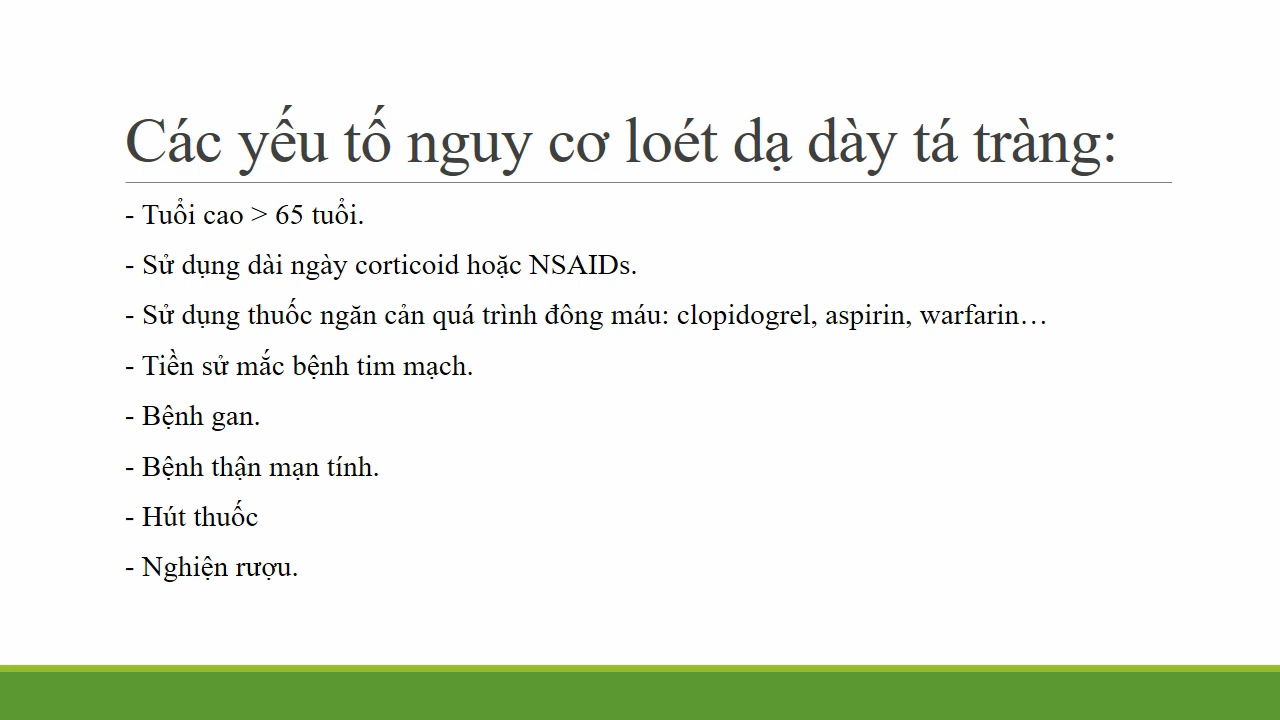 Các yếu tố nguy cơ loét dạ dày tá tràng:
- Tuổi cao > 65 tuổi.
- Sử dụng dài ngày corticoid hoặc NSAIDs.
- Sử dụng thuốc ngăn cản quá trình đông máu: clopidogrel, aspirin, warfarin…
- Tiền sử mắc bệnh tim mạch.
- Bệnh gan.
- Bệnh thận mạn tính.
- Hút thuốc
- Nghiện rượu.